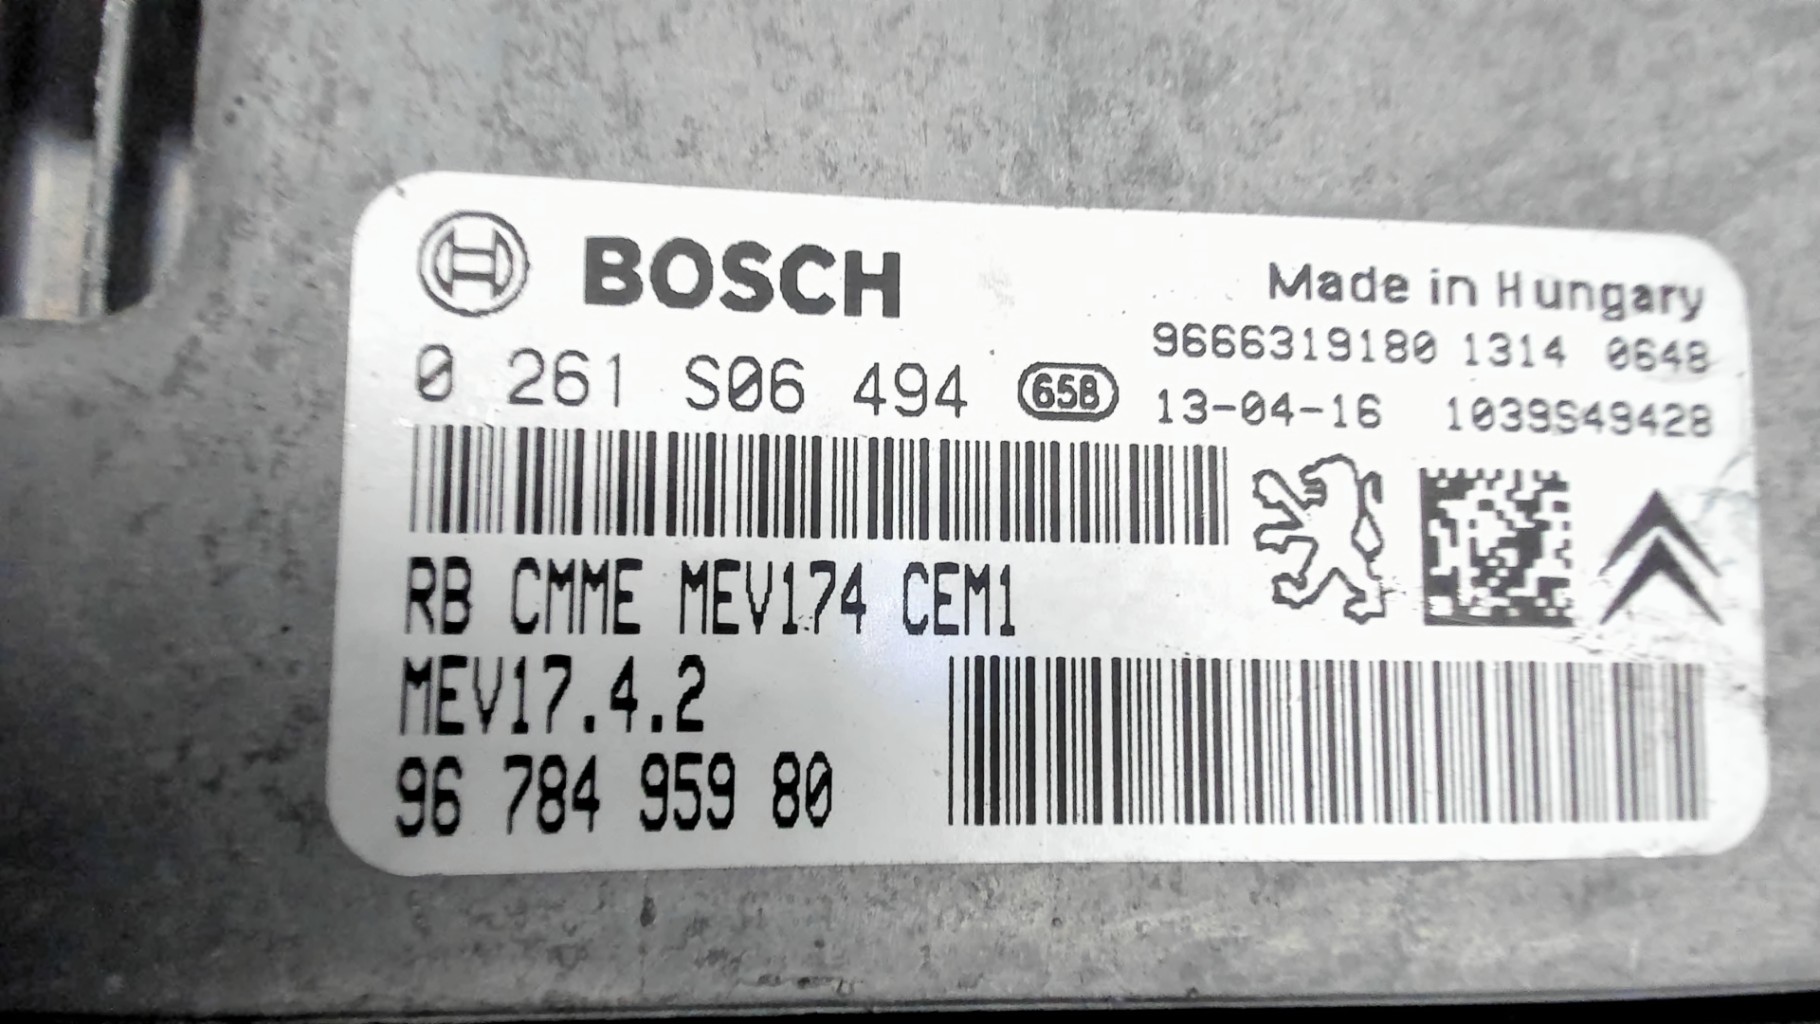 BOSCH
Made in Hungary
9666319180 1314 0648
0 261 S06 494 65B
13-04-16 1039S49428
RB CMME MEV174 CEM1
MEV17.4.2
96 784 959 80